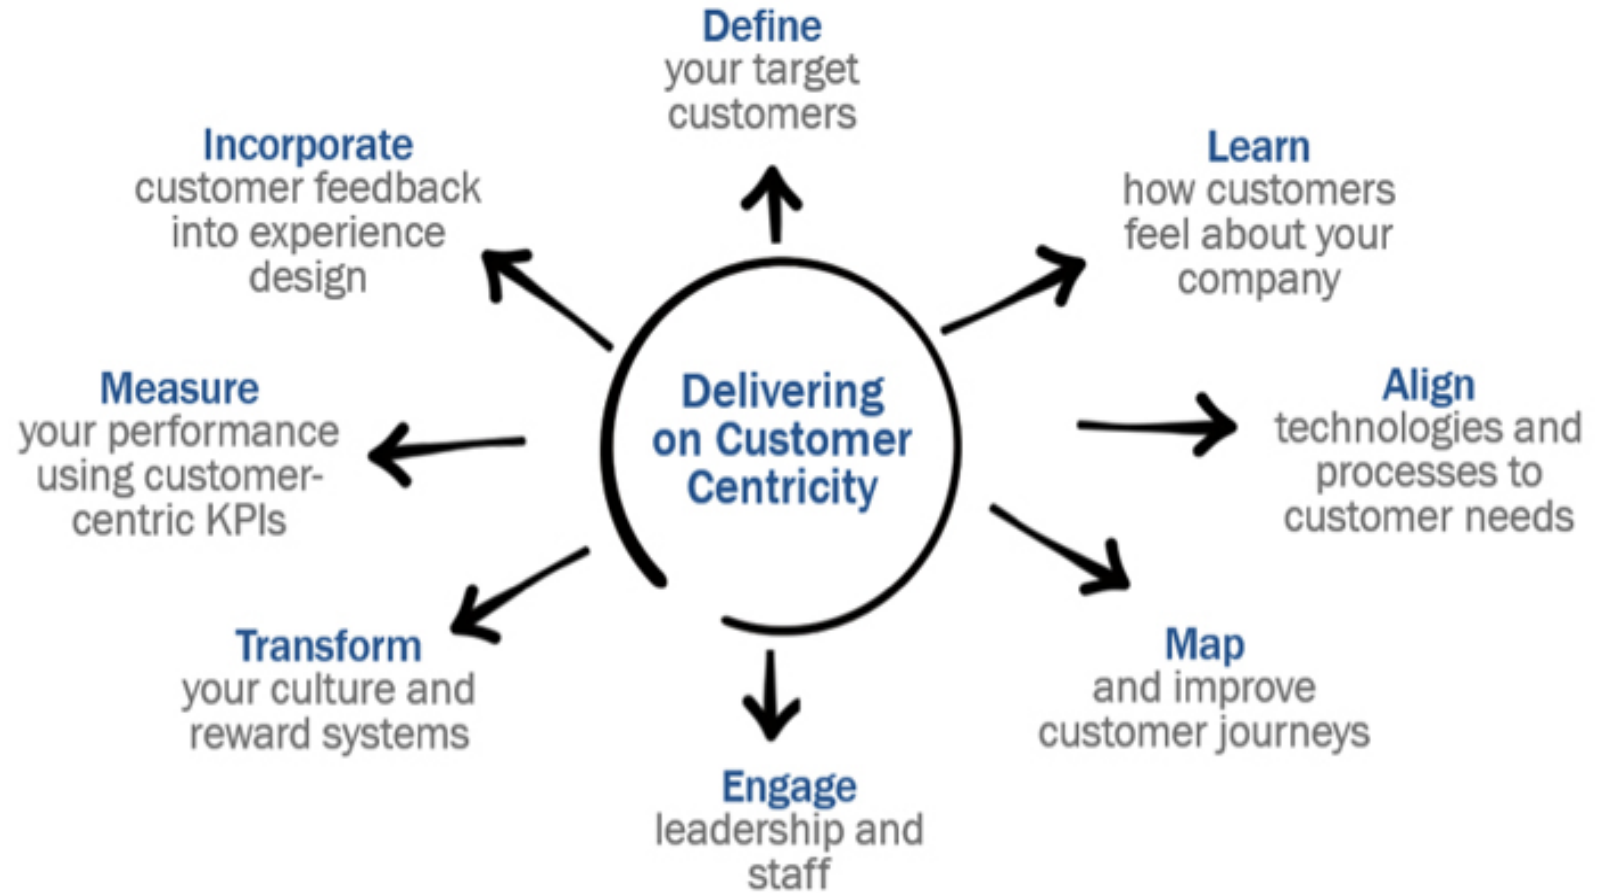 Define
your target
customers
Learn
how customers
feel about your
company
Align
technologies and
processes to
customer needs
Map
and improve
customer journeys
Engage
leadership and
staff
Transform
your culture and
reward systems
Measure
your performance
using customer-
centric KPIs
Incorporate
customer feedback
into experience
design
Delivering
on Customer
Centricity